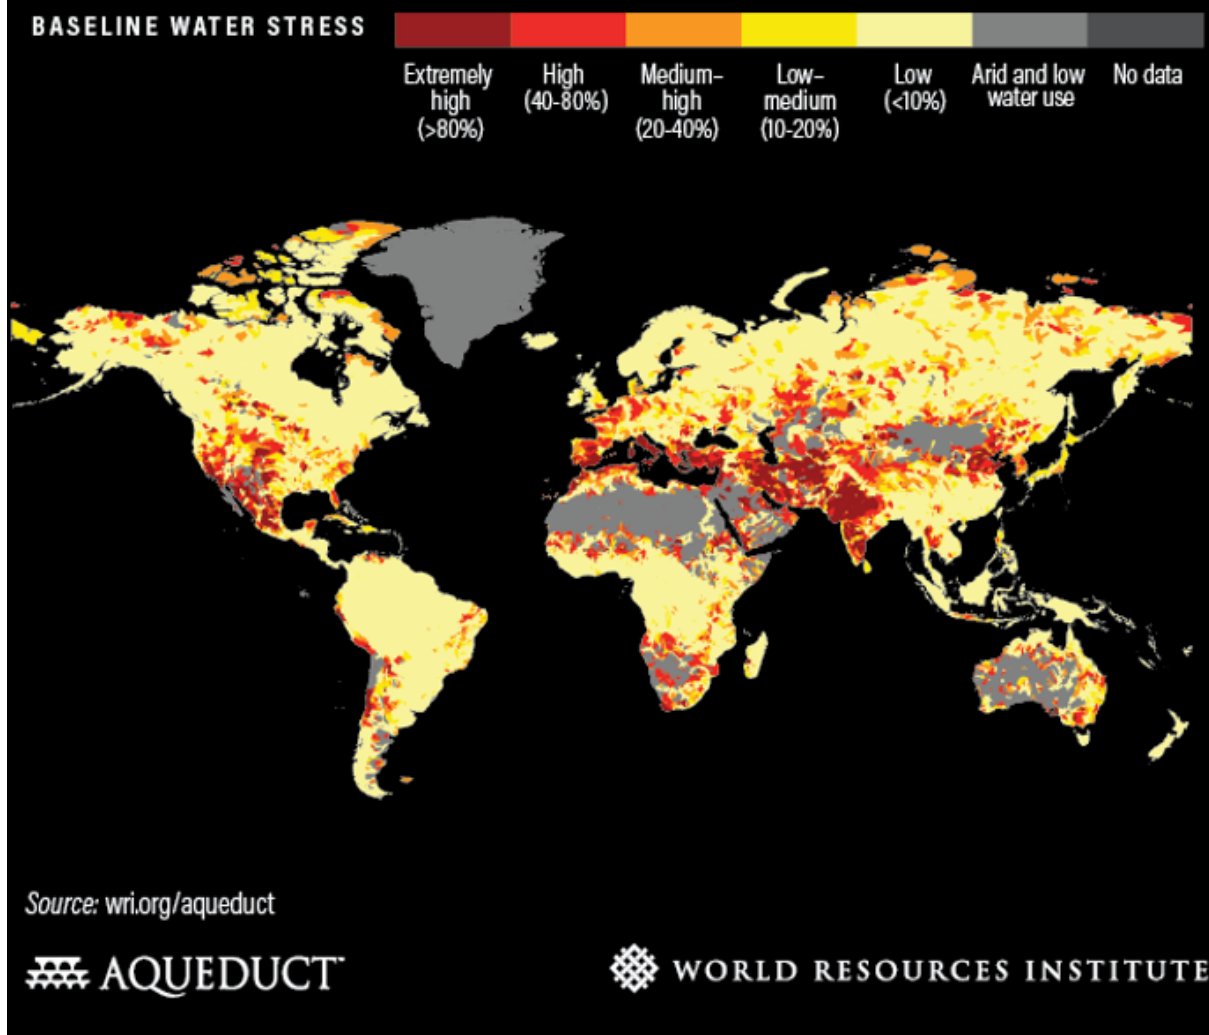 BASELINE WATER STRESS
Extremely high (>80%)
High (40-80%)
Medium– high (20-40%)
Low– medium (10-20%)
Low (<10%)
Arid and low water use
No data
Source: wri.org/aqueduct
AQUEDUCT™
WORLD RESOURCES INSTITUTE